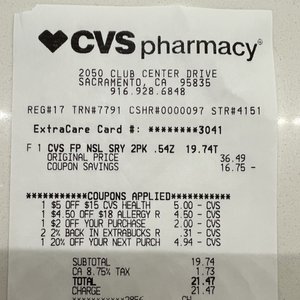 CVS pharmacy®
2050 CLUB CENTER DRIVE
SACRAMENTO, CA 95835
916.928.6848
REG#17 TRN#7791 CSHR#0000097 STR#4151
ExtraCare Card #: ********3041
F 1 CVS FP NSL SRY 2PK .54Z 19.74T
ORIGINAL PRICE 36.49
COUPON SAVINGS 16.75 -
***********COUPONS APPLIED***********
1 $5 OFF $15 CVS HEALTH 5.00 -CVS
1 $4.50 OFF $18 ALLERGY R 4.50 -CVS
1 $2 OFF YOUR PURCHASE 2.00 -CVS
2 2% BACK IN EXTRABUCKS R .31 -CVS
1 20% OFF YOUR NEXT PURCH 4.94 -CVS
SUBTOTAL 19.74
CA 8.75% TAX 1.73
TOTAL 21.47
CHARGE 21.47